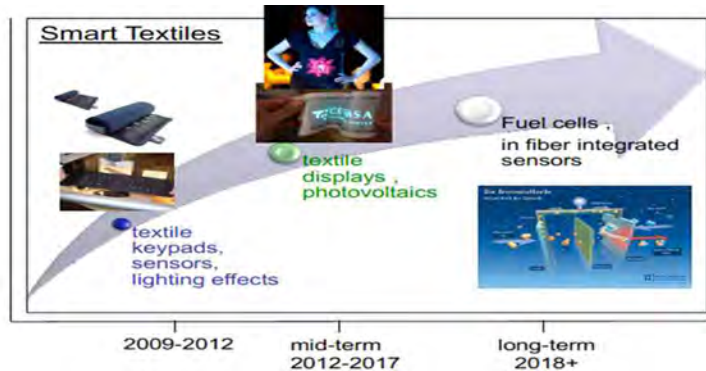 Smart Textiles
textile
keypads,
sensors,
lighting effects
textile
displays ,
photovoltaics
Fuel cells ,
in fiber integrated
sensors
2009-2012
mid-term
2012-2017
long-term
2018+